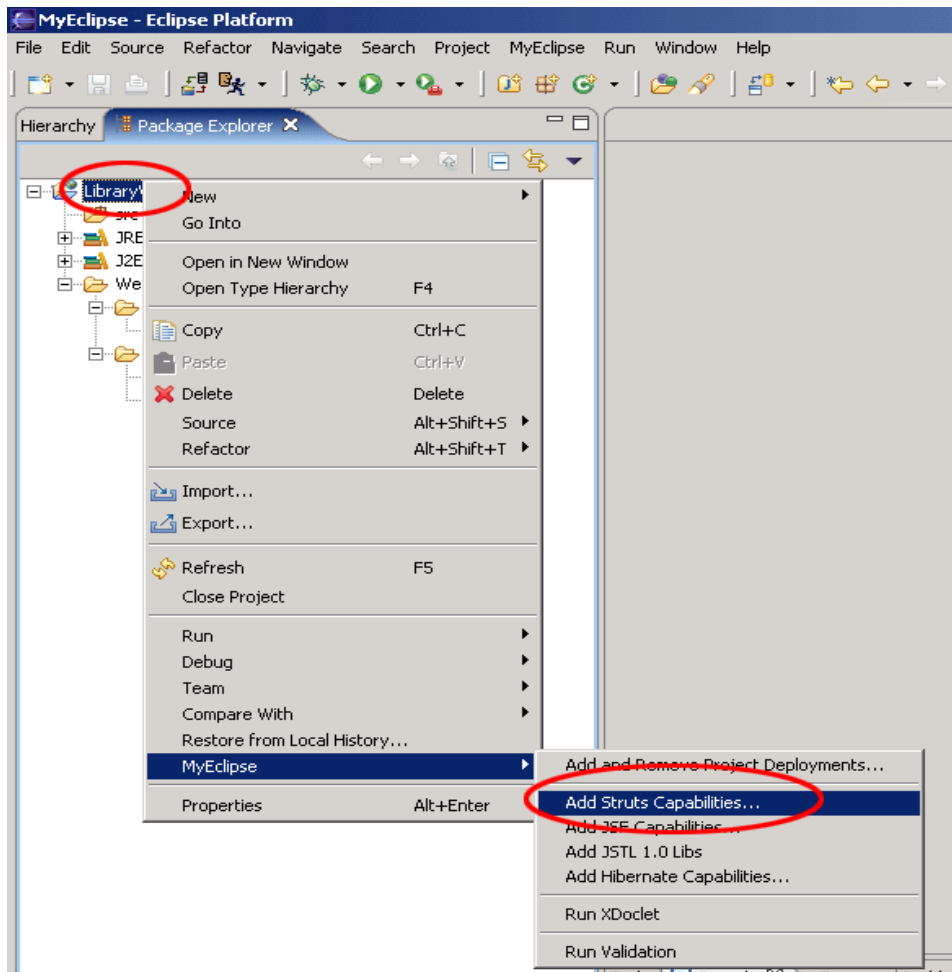 MyEclipse - Eclipse Platform
File Edit Source Refactor Navigate Search Project MyEclipse Run Window Help
Hierarchy Package Explorer
Library
New
src
Go Into
JRE
J2E
Open in New Window
We
Open Type Hierarchy F4
Copy Ctrl+C
Paste Ctrl+V
Delete Delete
Source Alt+Shift+S
Refactor Alt+Shift+T
Import...
Export...
Refresh F5
Close Project
Run
Debug
Team
Compare With
Restore from Local History...
MyEclipse
Properties Alt+Enter
Add and Remove Project Deployments...
Add Struts Capabilities...
Add JSF Capabilities...
Add JSTL 1.0 Libs
Add Hibernate Capabilities...
Run XDoclet
Run Validation